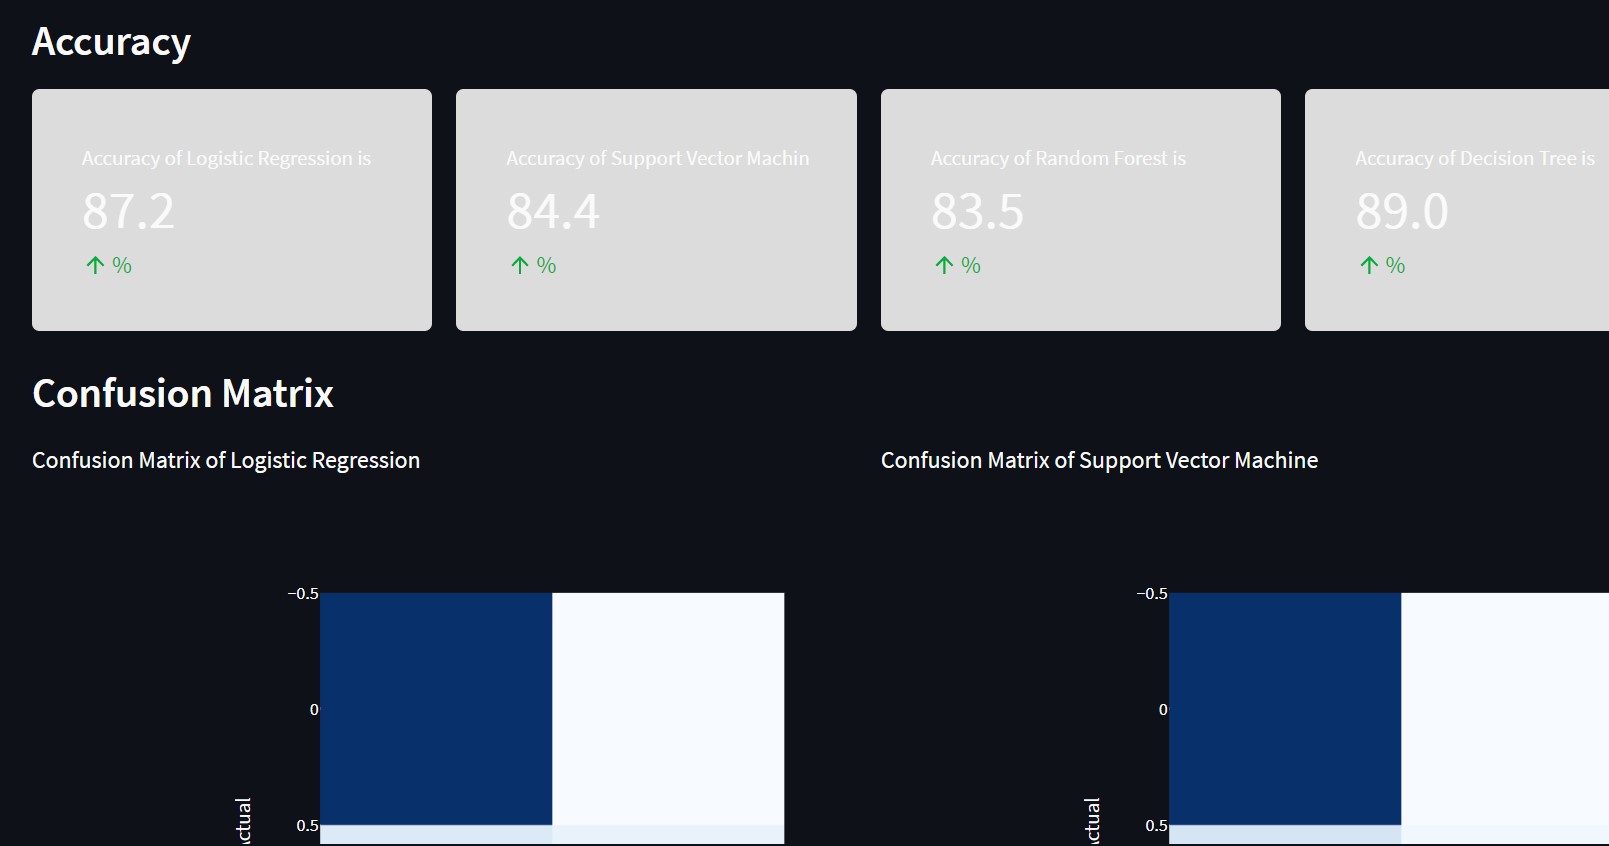 Accuracy
Accuracy of Logistic Regression is
87.2
↑ %
Accuracy of Support Vector Machin
84.4
↑ %
Accuracy of Random Forest is
83.5
↑ %
Accuracy of Decision Tree is
89.0
↑ %
Confusion Matrix
Confusion Matrix of Logistic Regression
Confusion Matrix of Support Vector Machine
−0.5
0
0.5
ctual
−0.5
0
0.5
ctual